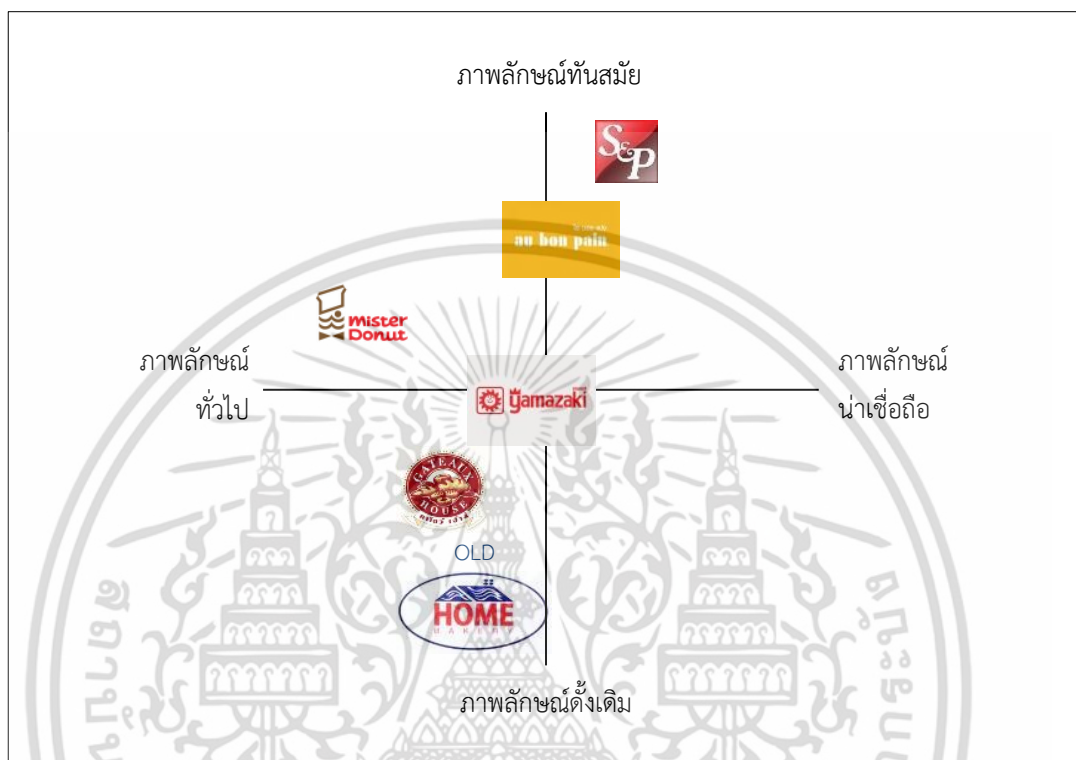 ภาพลักษณ์ทันสมัย
S&P
au bon pain
mister
Donut
ภาพลักษณ์
ทั่วไป
yamazaki
ภาพลักษณ์
น่าเชื่อถือ
GATEAUX
HOUSE
OLD
HOME
BAKERY
ภาพลักษณ์ดั้งเดิม